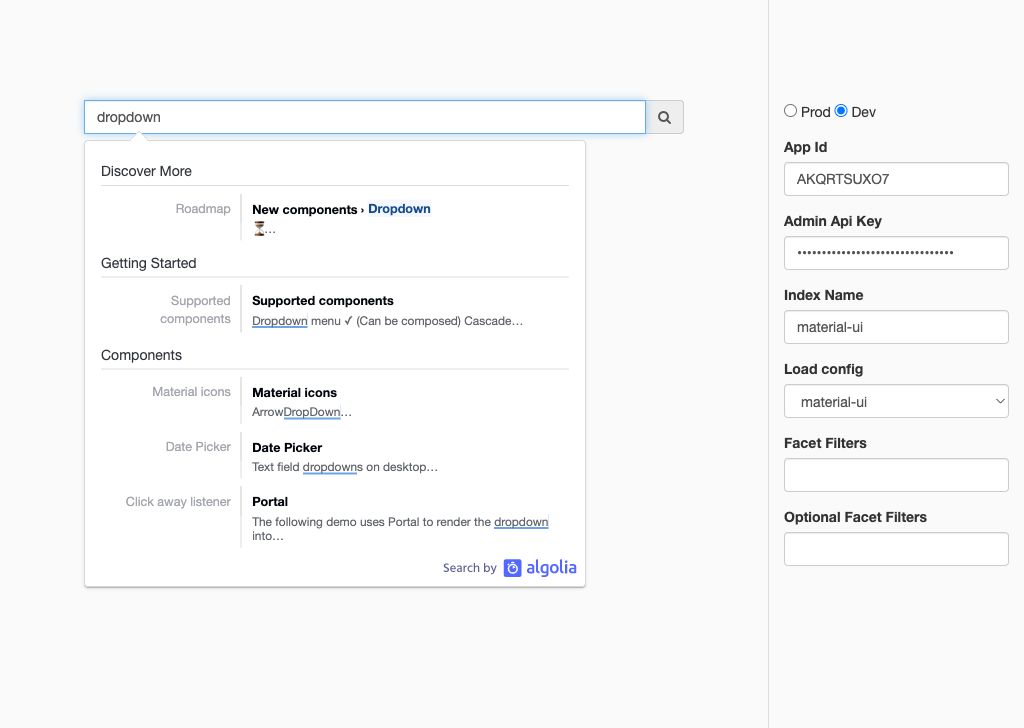 dropdown
Discover More
Roadmap
New components › Dropdown
⏳...
Getting Started
Supported components
Supported components
Dropdown menu ✓ (Can be composed) Cascade…
Components
Material icons
Material icons
ArrowDropDown…
Date Picker
Date Picker
Text field dropdowns on desktop…
Click away listener
Portal
The following demo uses Portal to render the dropdown
into…
Search by algolia
Prod Dev
App Id
AKQRTSUXO7
Admin Api Key
••••••••••••••••••••••••••••••••
Index Name
material-ui
Load config
material-ui
Facet Filters
Optional Facet Filters